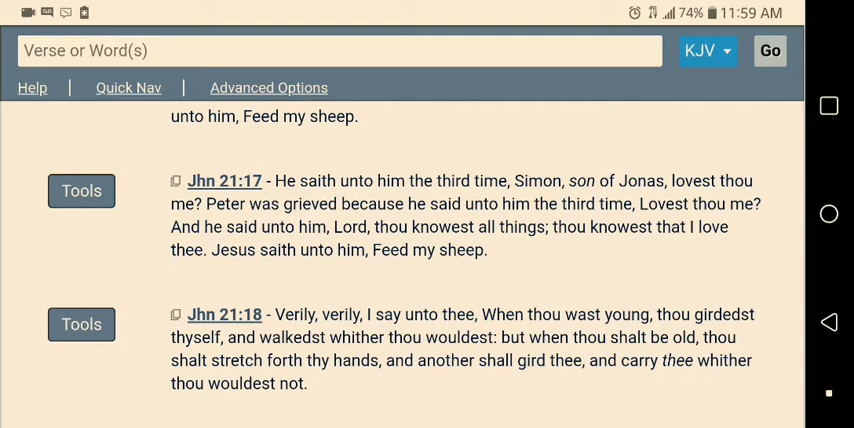 74% 11:59 AM
Verse or Word(s) KJV Go
Help | Quick Nav | Advanced Options
unto him, Feed my sheep.
Tools
Jhn 21:17 - He saith unto him the third time, Simon, son of Jonas, lovest thou
me? Peter was grieved because he said unto him the third time, Lovest thou me?
And he said unto him, Lord, thou knowest all things; thou knowest that I love
thee. Jesus saith unto him, Feed my sheep.
Tools
Jhn 21:18 - Verily, verily, I say unto thee, When thou wast young, thou girdedst
thyself, and walkedst whither thou wouldest: but when thou shalt be old, thou
shalt stretch forth thy hands, and another shall gird thee, and carry thee whither
thou wouldest not.